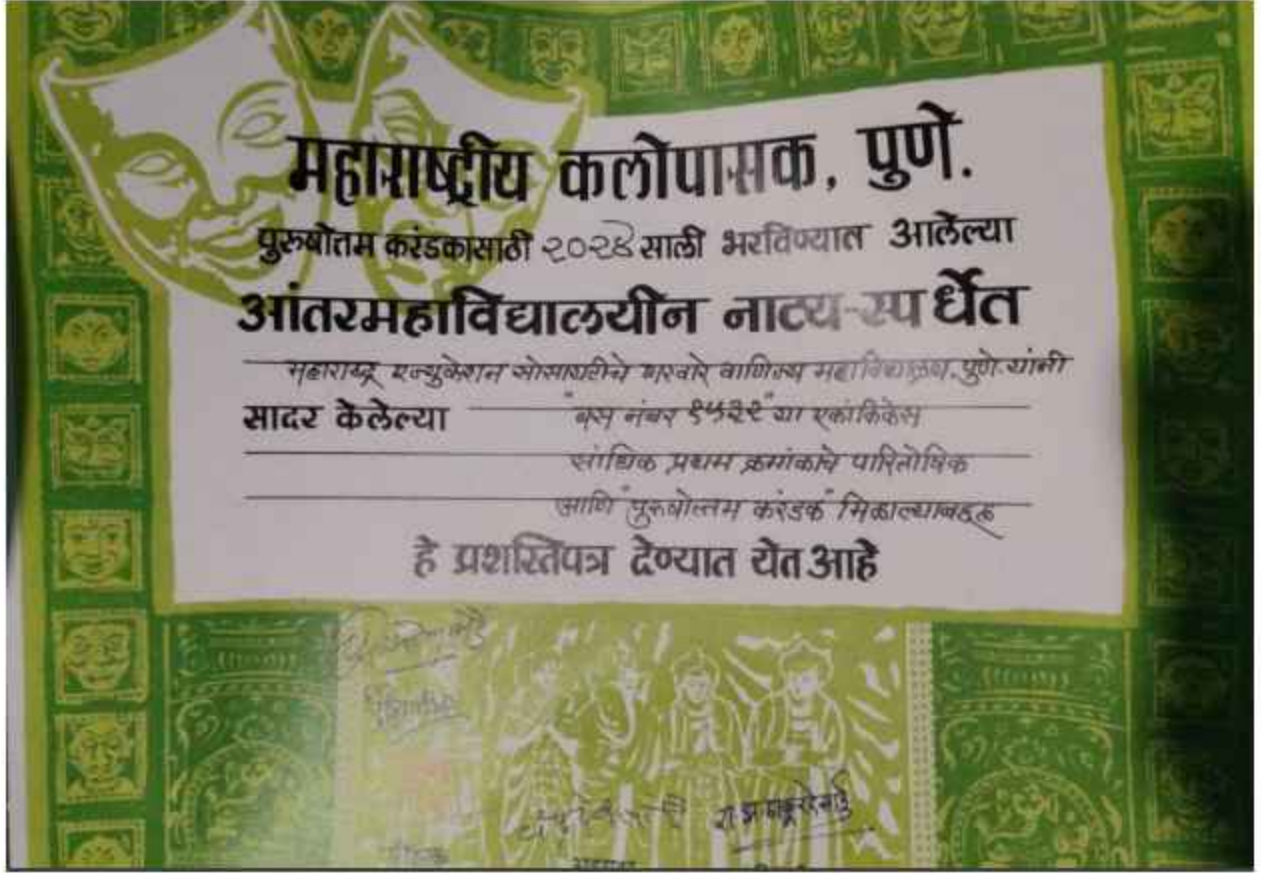 महाराष्ट्रीय कलोपासक, पुणे.
पुरुषोत्तम करंडकासाठी २०२४ साली भरविण्यात आलेल्या
आंतरमहाविद्यालयीन नाट्य-स्पर्धेत
महाराष्ट्र एज्युकेशन सोसायटीचे गरवारे वाणिज्य महाविद्यालय, पुणे. यांनी
सादर केलेल्या "बस नंबर १५३२" या एकांकिकेस
सांघिक प्रथम क्रमांकाचे पारितोषिक
आणि "पुरुषोत्तम करंडक" मिळाल्याबद्दल
हे प्रशस्तिपत्र देण्यात येत आहे